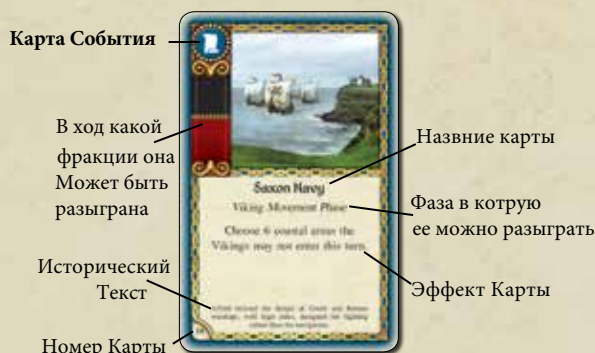 Карта События
В ход какой
фракции она
Может быть
разыграна
Исторический
Текст
Номер Карты
Saxon Navy
Viking Movement Phase
Choose 6 coastal areas the
Vikings may not enter this turn.
Назвние карты
Фаза в котрую
ее можно разыграть
Эффект Карты